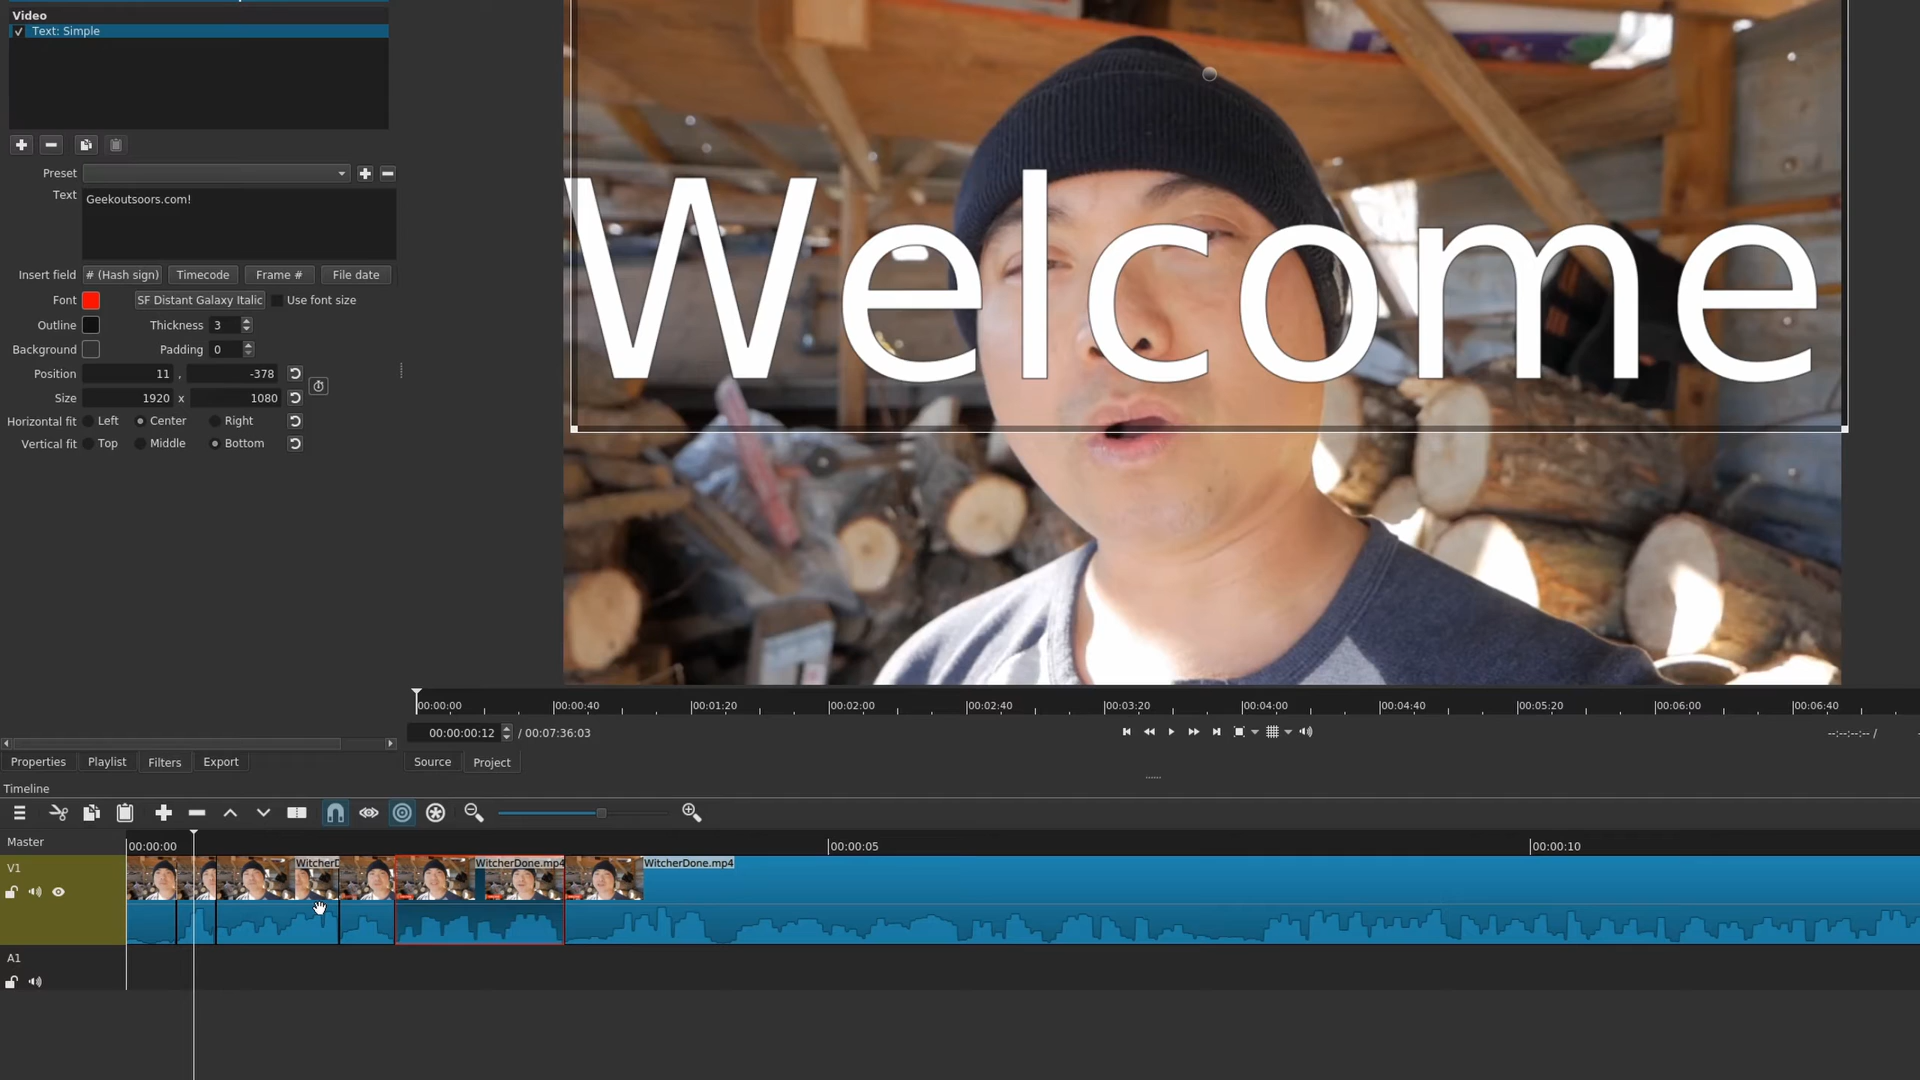 Video
Text: Simple
Preset
Text
Geekoutsoors.com!
Insert field # (Hash sign) Timecode Frame # File date
Font SF Distant Galaxy Italic Use font size
Outline Thickness 3
Background Padding 0
Position 11 , -378
Size 1920 x 1080
Horizontal fit Left Center Right
Vertical fit Top Middle Bottom
Welcome
00:00:00 00:00:40 00:01:20 00:02:00 00:02:40 00:03:20 00:04:00 00:04:40 00:05:20 00:06:00 00:06:40
00:00:00:12 / 00:07:36:03 --:--:--:-- /
Properties Playlist Filters Export Source Project
Timeline
Master 00:00:00 00:00:05 00:00:10
V1 WitcherD WitcherDone.mp4 WitcherDone.mp4
A1